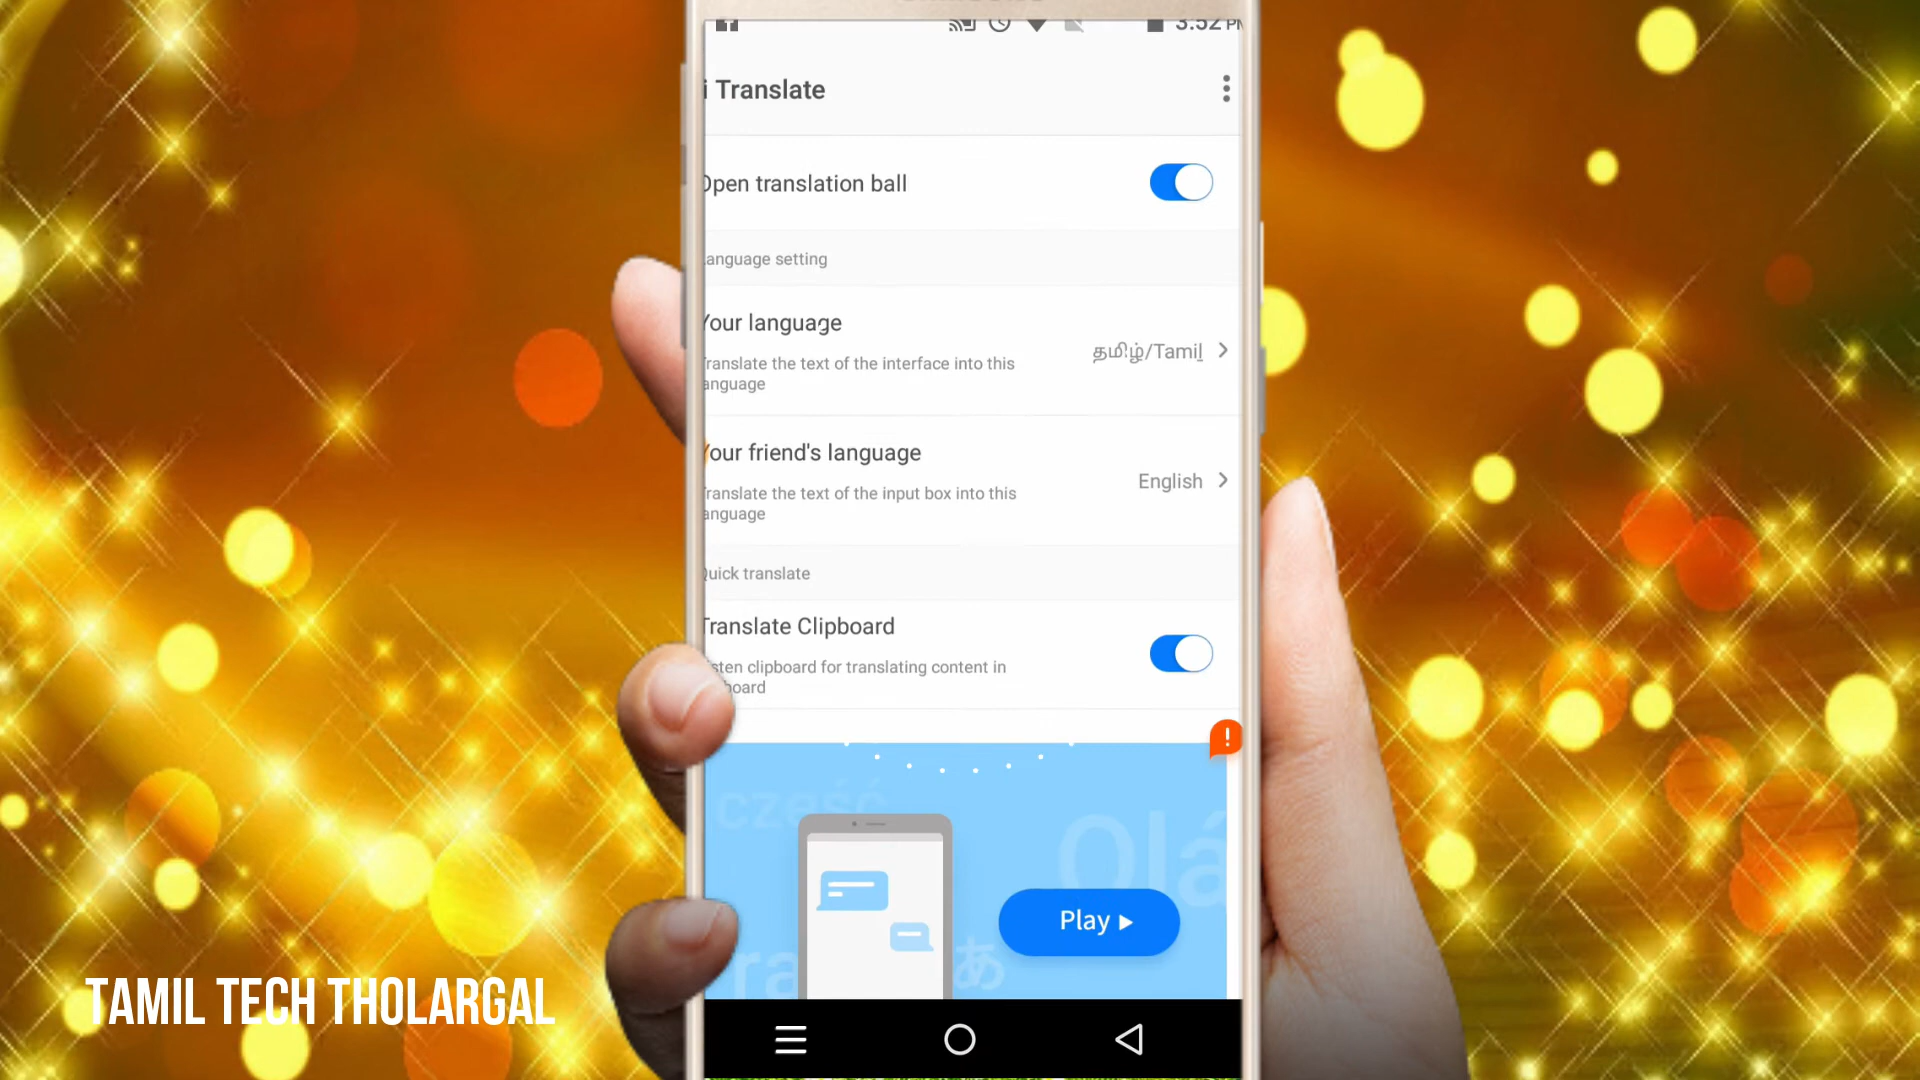 3:52 PM
i Translate
Open translation ball
Language setting
Your language
தமிழ்/Tamil
Translate the text of the interface into this
language
Your friend's language
English
Translate the text of the input box into this
language
Quick translate
Translate Clipboard
Listen clipboard for translating content in
board
!
cześć
Olá
Play
あ
TAMIL TECH THOLARGAL